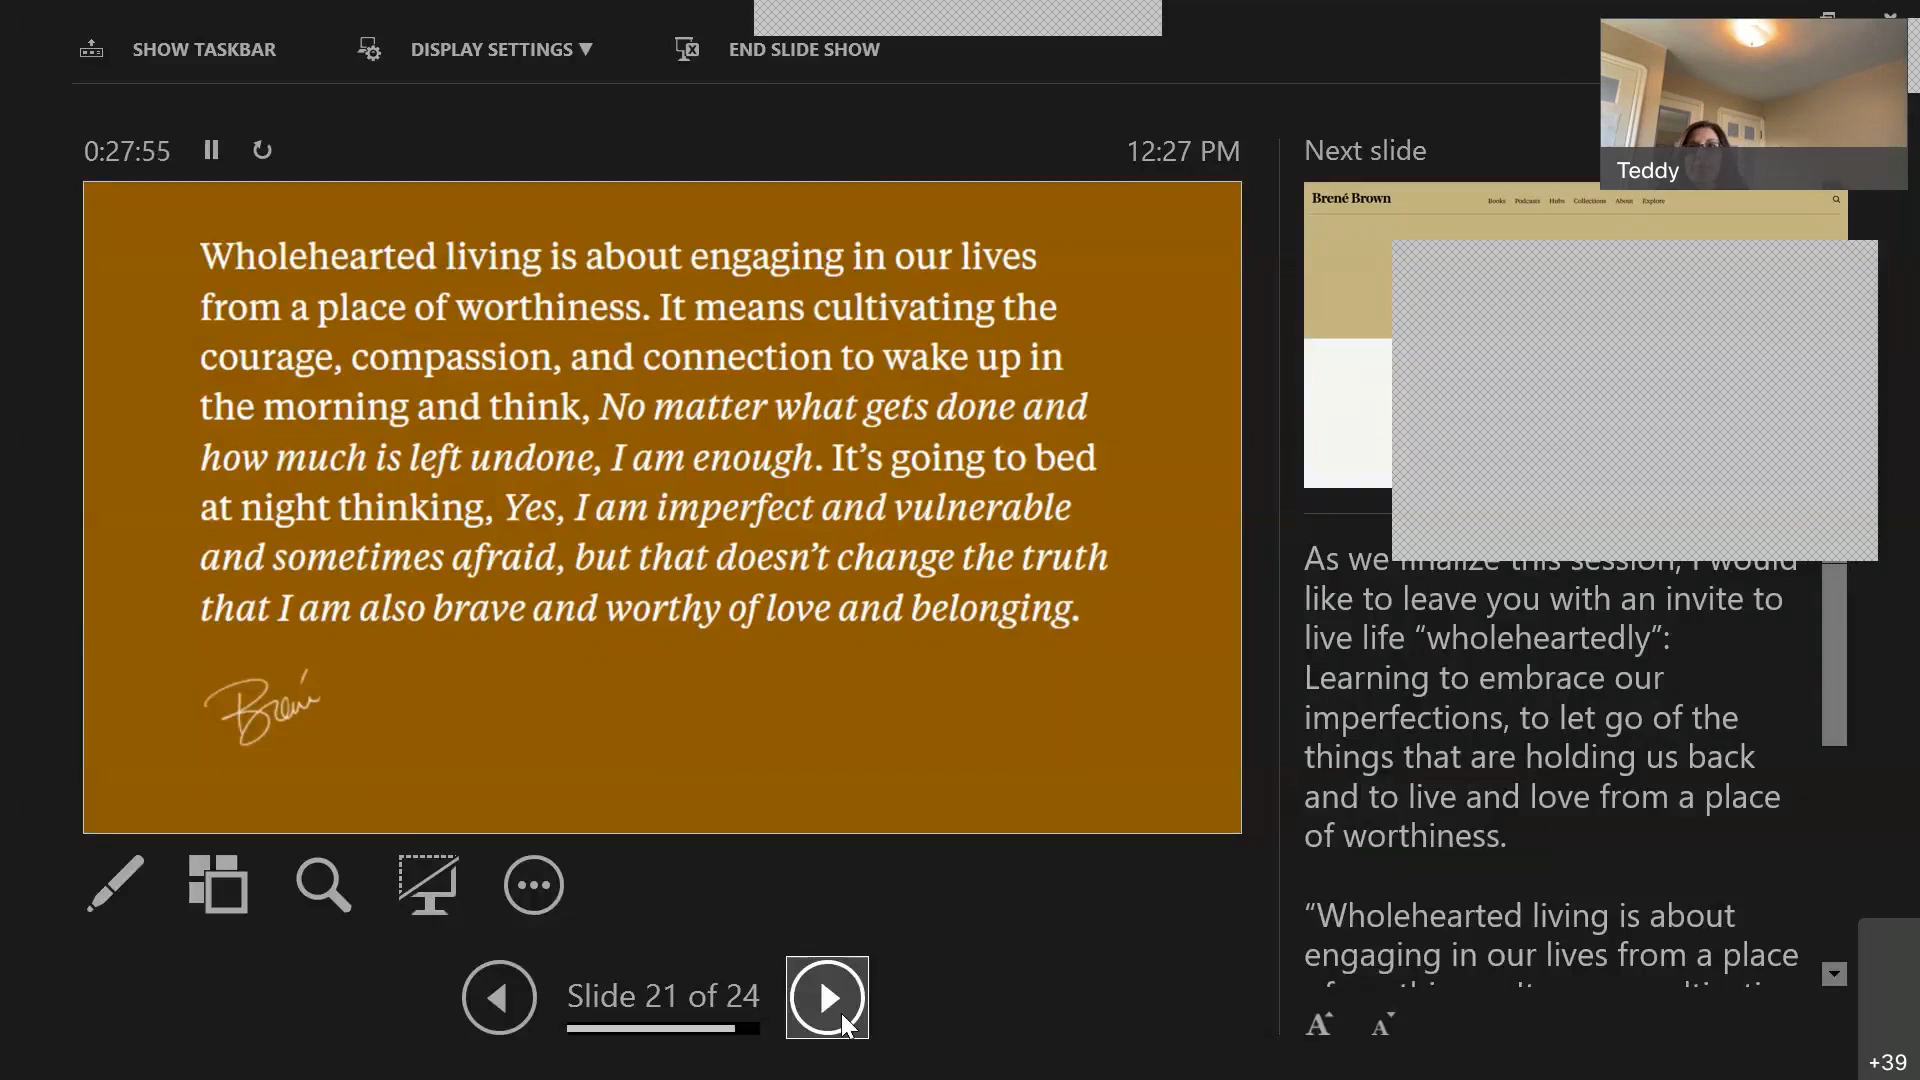 SHOW TASKBAR
DISPLAY SETTINGS ▼
END SLIDE SHOW
0:27:55
12:27 PM
Next slide
Teddy
Wholehearted living is about engaging in our lives
from a place of worthiness. It means cultivating the
courage, compassion, and connection to wake up in
the morning and think, No matter what gets done and
how much is left undone, I am enough. It’s going to bed
at night thinking, Yes, I am imperfect and vulnerable
and sometimes afraid, but that doesn’t change the truth
that I am also brave and worthy of love and belonging.
Brené
Brené Brown
Books Podcasts Hubs Collections About Explore
As we finalize this session, I would
like to leave you with an invite to
live life “wholeheartedly”:
Learning to embrace our
imperfections, to let go of the
things that are holding us back
and to live and love from a place
of worthiness.
“Wholehearted living is about
engaging in our lives from a place
Slide 21 of 24
A A
+39